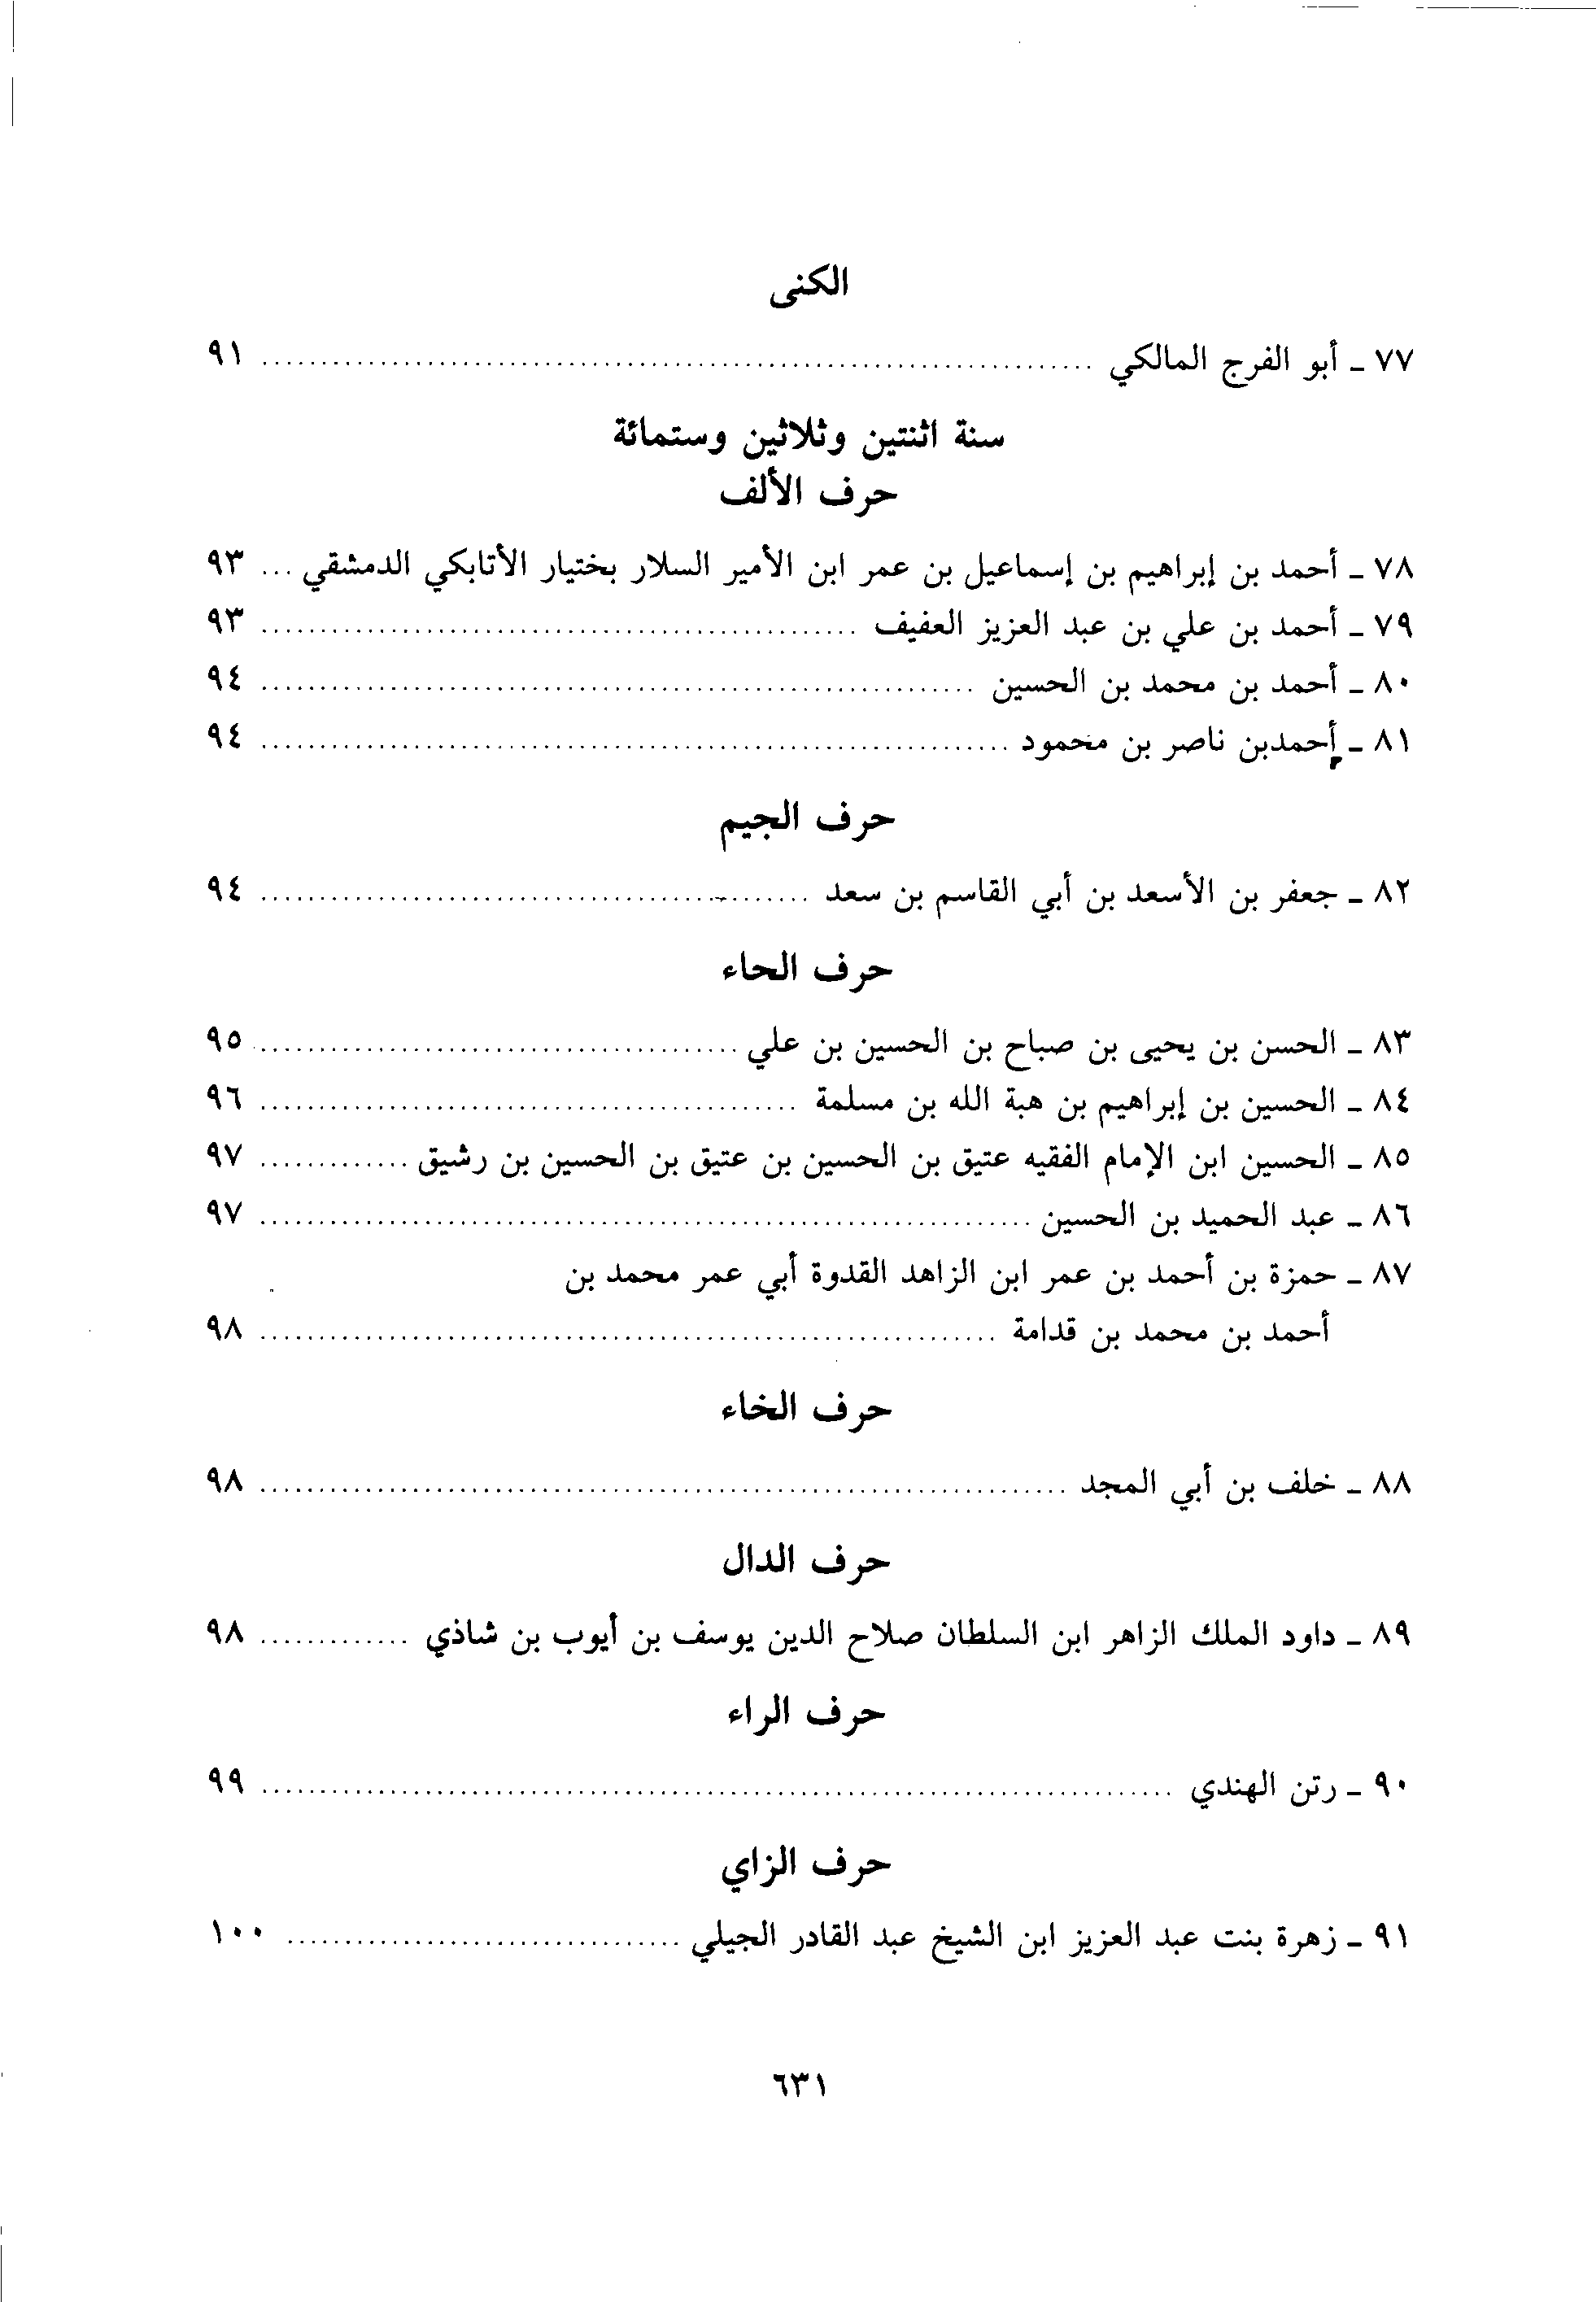 الكنى
٧٧ ـ أبو الفرج المالكي ........ ٩١
سنة اثنتين وثلاثين وستمائة
حرف الألف
٧٨ ـ أحمد بن إبراهيم بن إسماعيل بن عمر ابن الأمير السلار بختيار الأتابكي الدمشقي ... ٩٣
٧٩ ـ أحمد بن علي بن عبد العزيز العفيف ........ ٩٣
٨٠ ـ أحمد بن محمد بن الحسين ........ ٩٤
٨١ ـ أحمدبن ناصر بن محمود ........ ٩٤
حرف الجيم
٨٢ ـ جعفر بن الأسعد بن أبي القاسم بن سعد ........ ٩٤
حرف الحاء
٨٣ ـ الحسن بن يحيى بن صباح بن الحسين بن علي ........ ٩٥
٨٤ ـ الحسين بن إبراهيم بن هبة الله بن مسلمة ........ ٩٦
٨٥ ـ الحسين ابن الإمام الفقيه عتيق بن الحسين بن عتيق بن الحسين بن رشيق ........ ٩٧
٨٦ ـ عبد الحميد بن الحسين ........ ٩٧
٨٧ ـ حمزة بن أحمد بن عمر ابن الزاهد القدوة أبي عمر محمد بن
أحمد بن محمد بن قدامة ........ ٩٨
حرف الخاء
٨٨ ـ خلف بن أبي المجد ........ ٩٨
حرف الدال
٨٩ ـ داود الملك الزاهر ابن السلطان صلاح الدين يوسف بن أيوب بن شاذي ........ ٩٨
حرف الراء
٩٠ ـ رتن الهندي ........ ٩٩
حرف الزاي
٩١ ـ زهرة بنت عبد العزيز ابن الشيخ عبد القادر الجيلي ........ ١٠٠
٦٣١